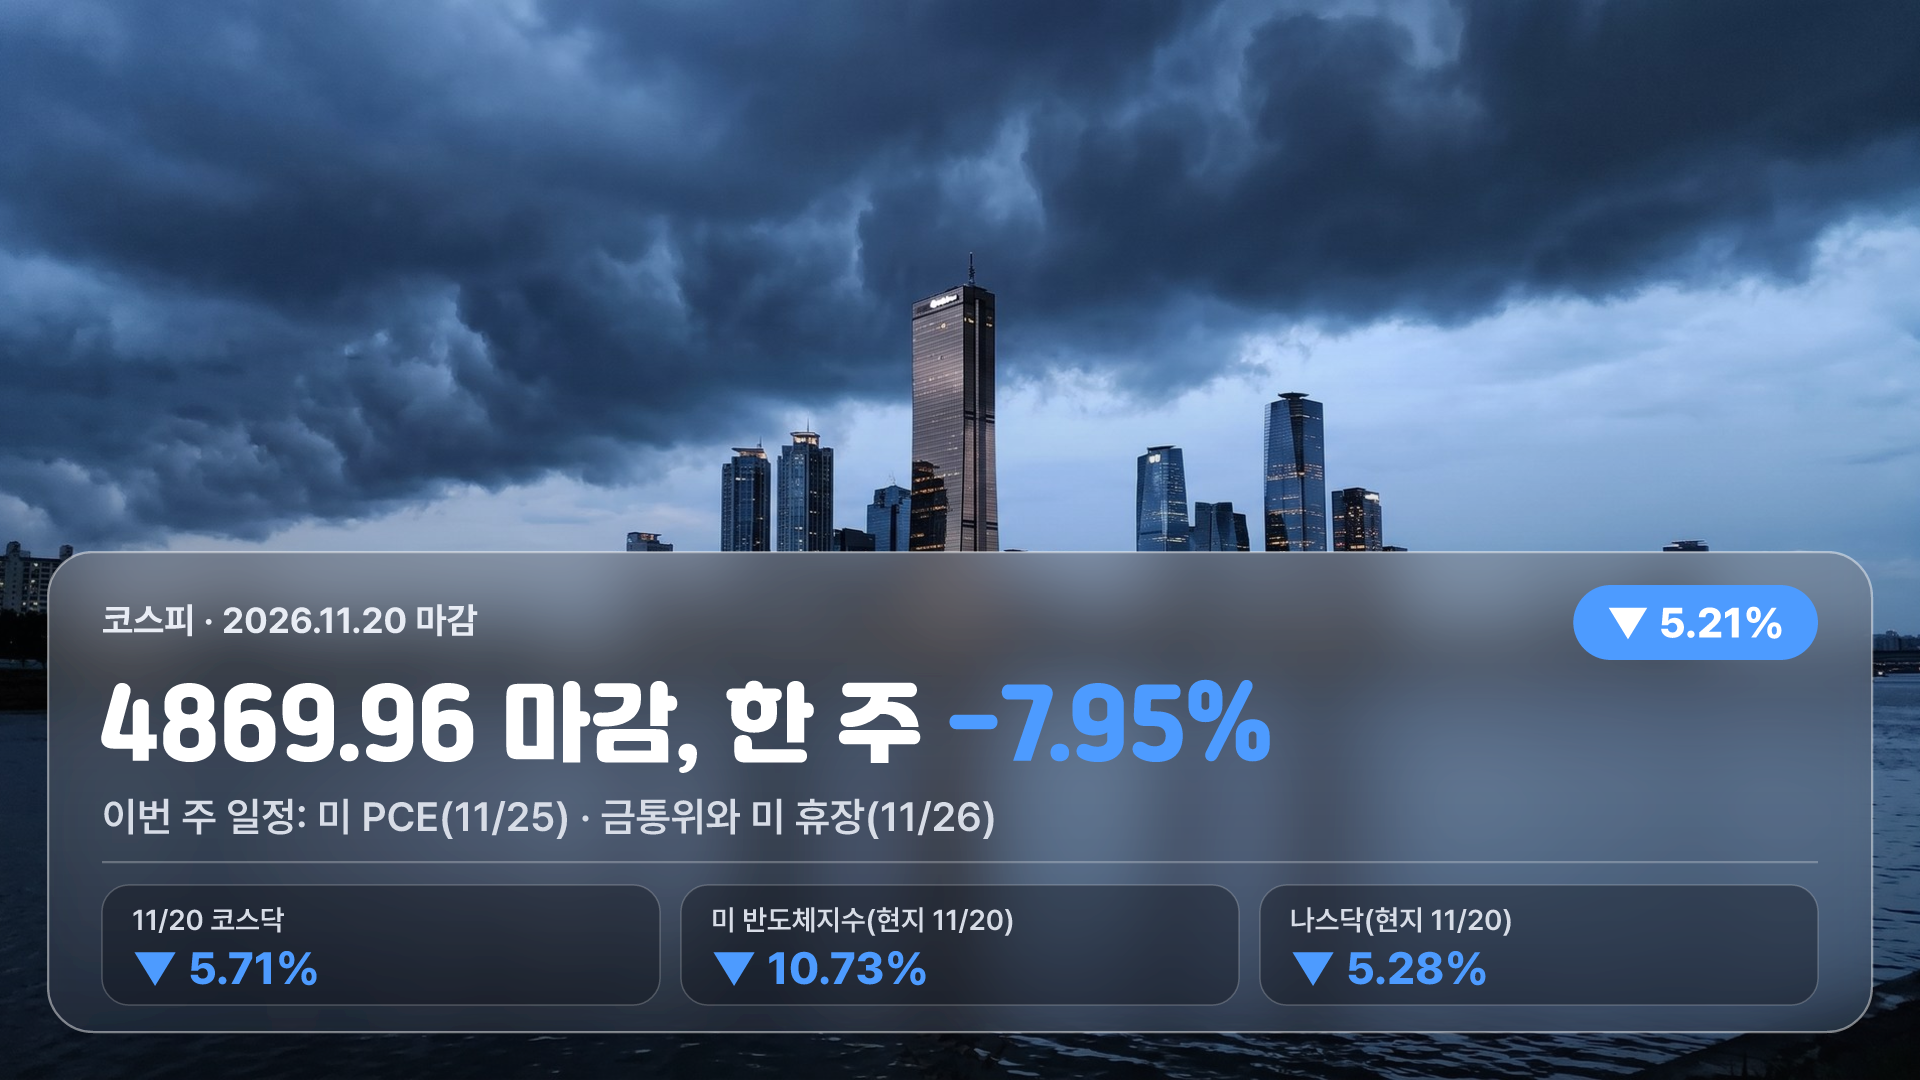 코스피 · 2026.11.20 마감
▼ 5.21%
4869.96 마감, 한 주 -7.95%
이번 주 일정: 미 PCE(11/25) · 금통위와 미 휴장(11/26)
11/20 코스닥
▼ 5.71%
미 반도체지수(현지 11/20)
▼ 10.73%
나스닥(현지 11/20)
▼ 5.28%